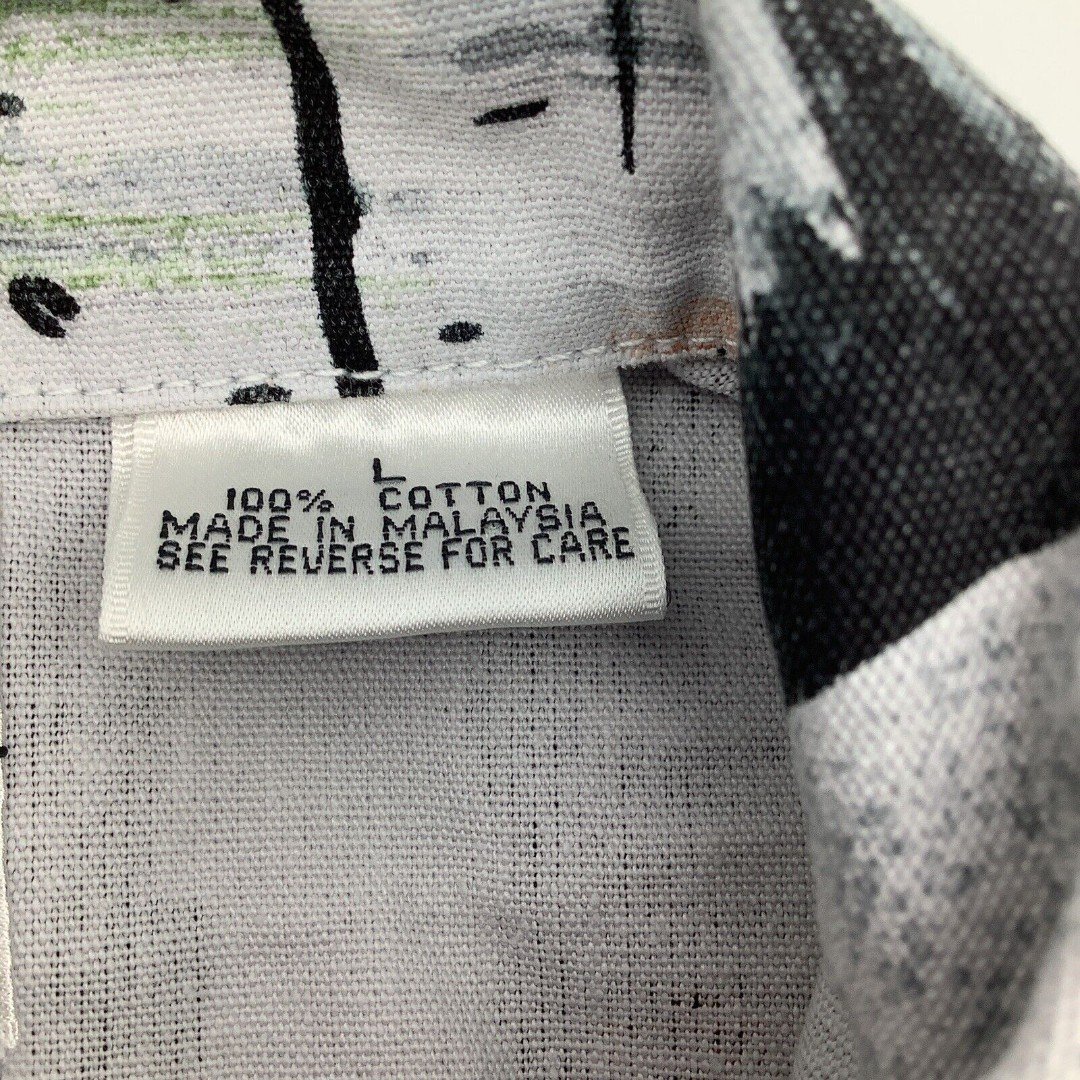 L
100% COTTON
MADE IN MALAYSIA
SEE REVERSE FOR CARE